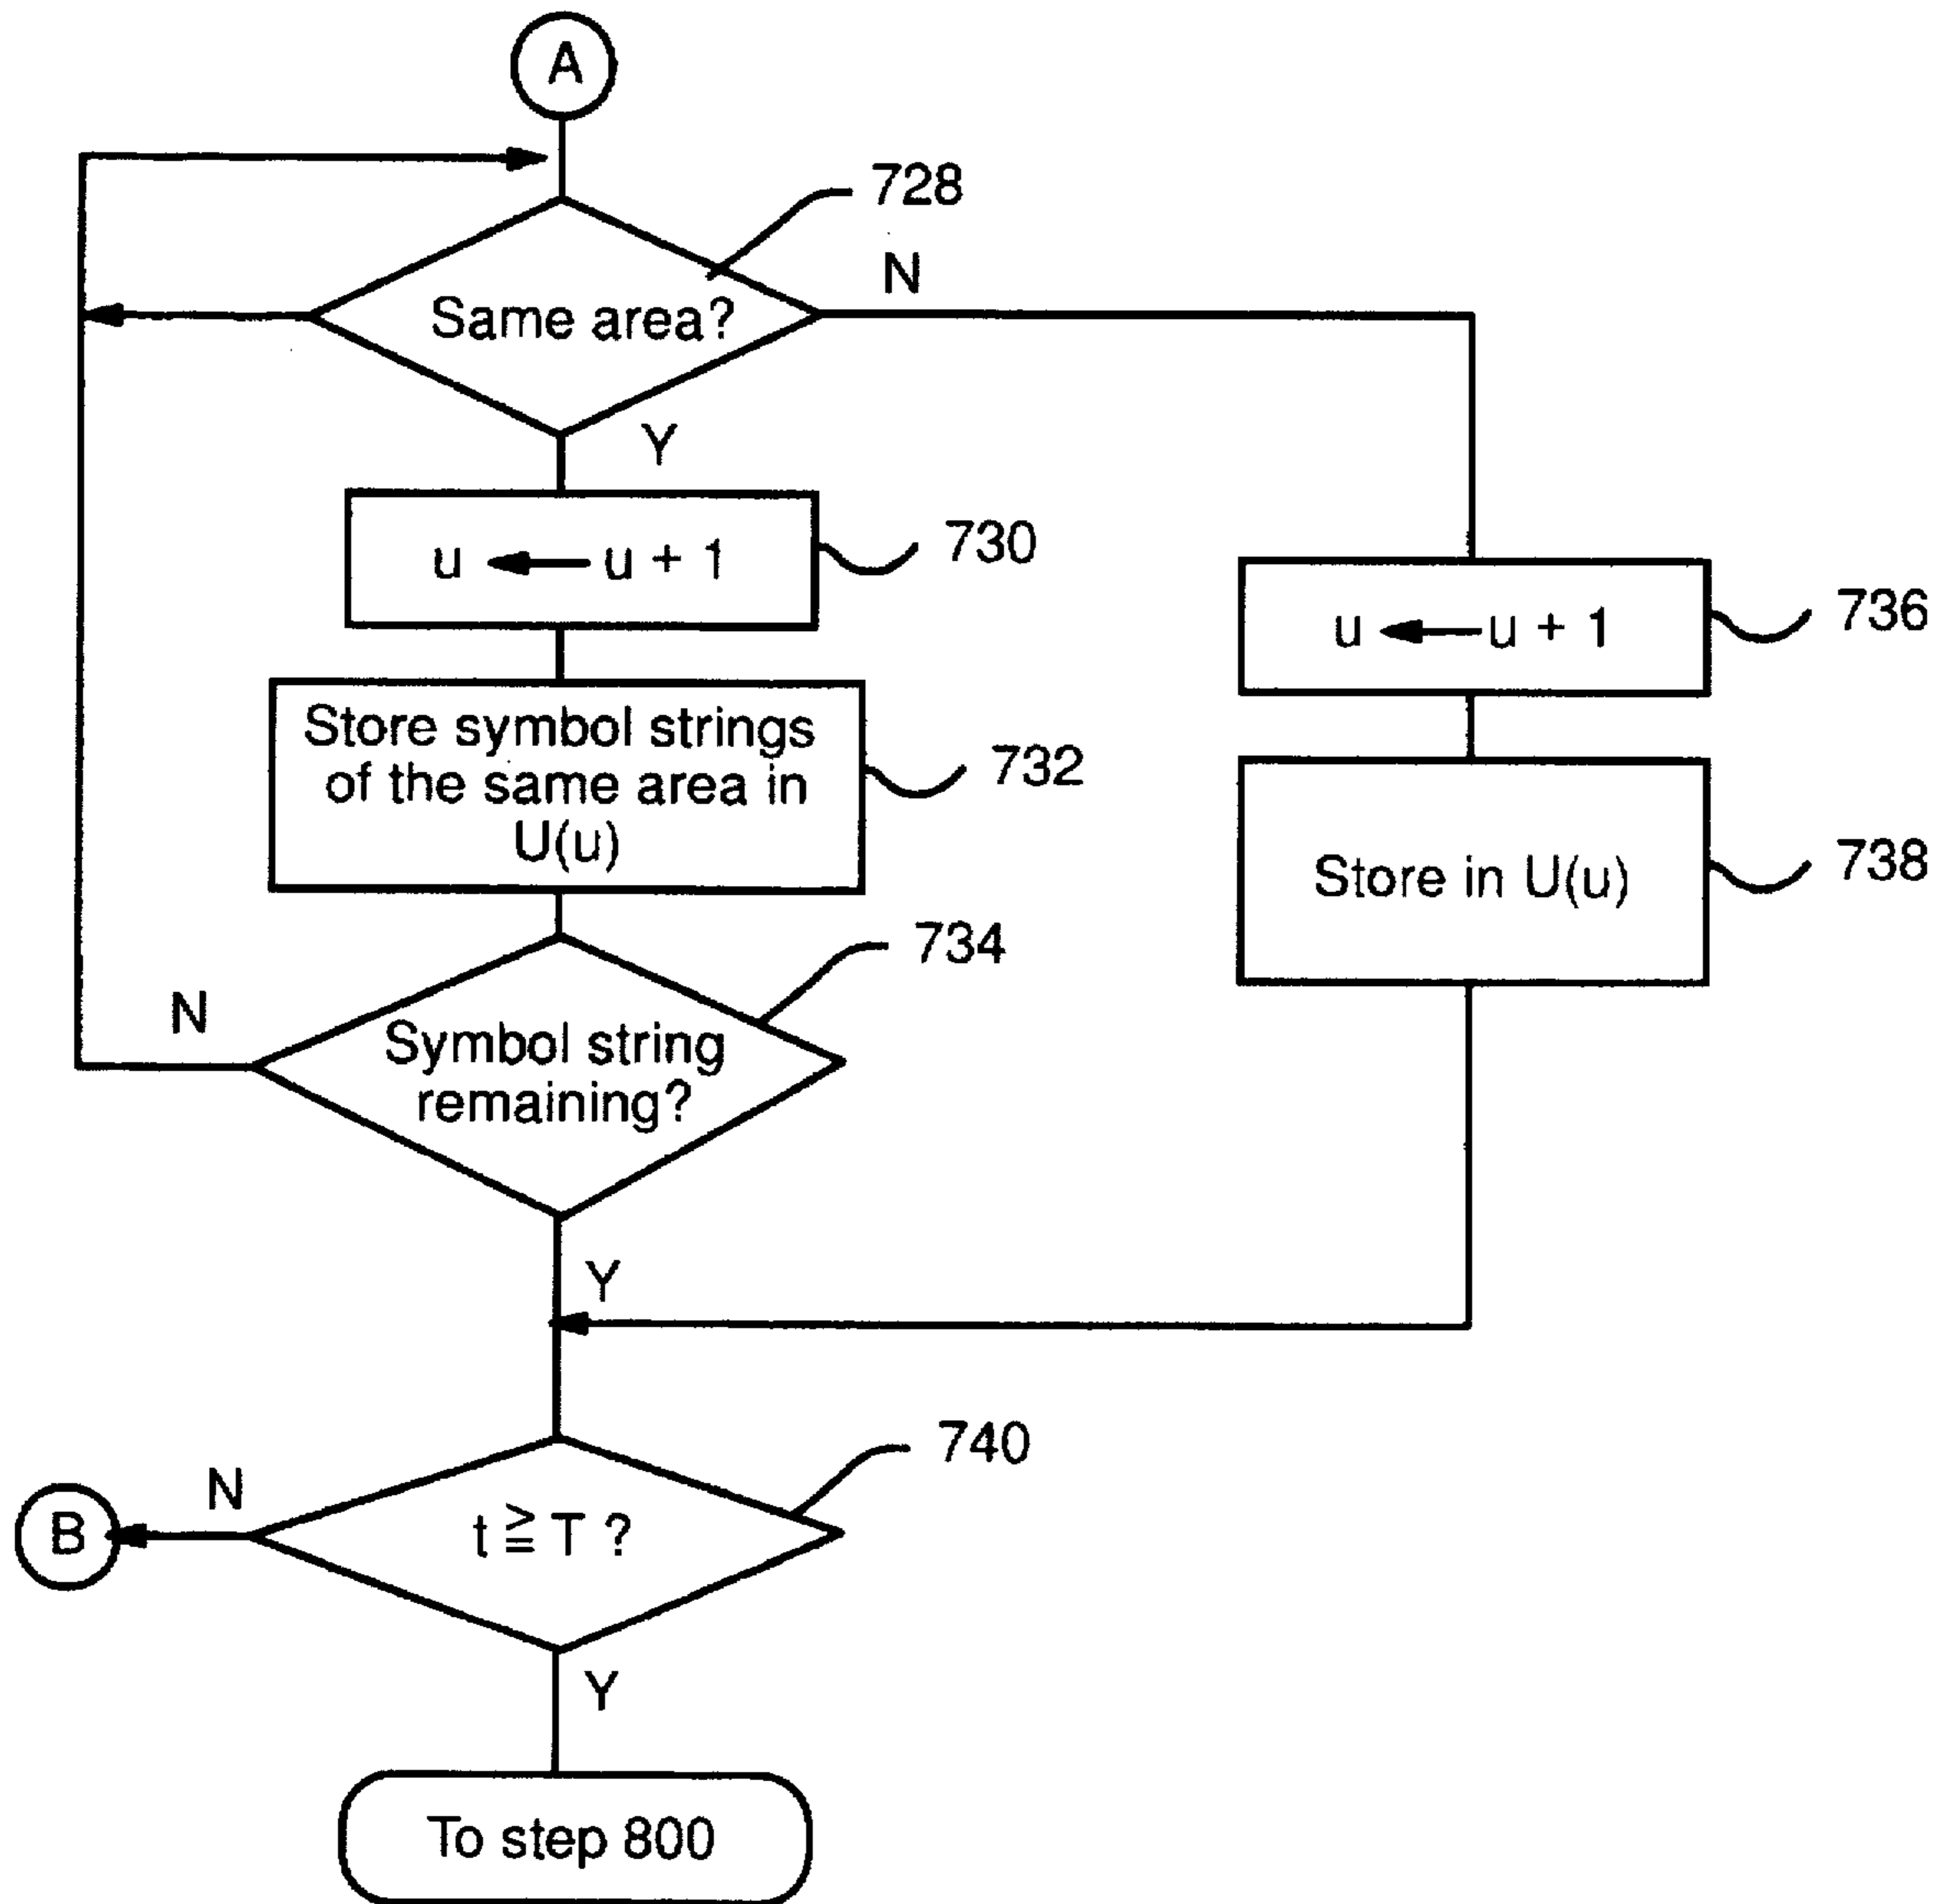 A
728
N
Same area?
Y
u ← u + 1
730
u ← u + 1
736
Store symbol strings
of the same area in
U(u)
732
Store in U(u)
738
734
N
Symbol string
remaining?
Y
740
N
B
t ≧ T ?
Y
To step 800